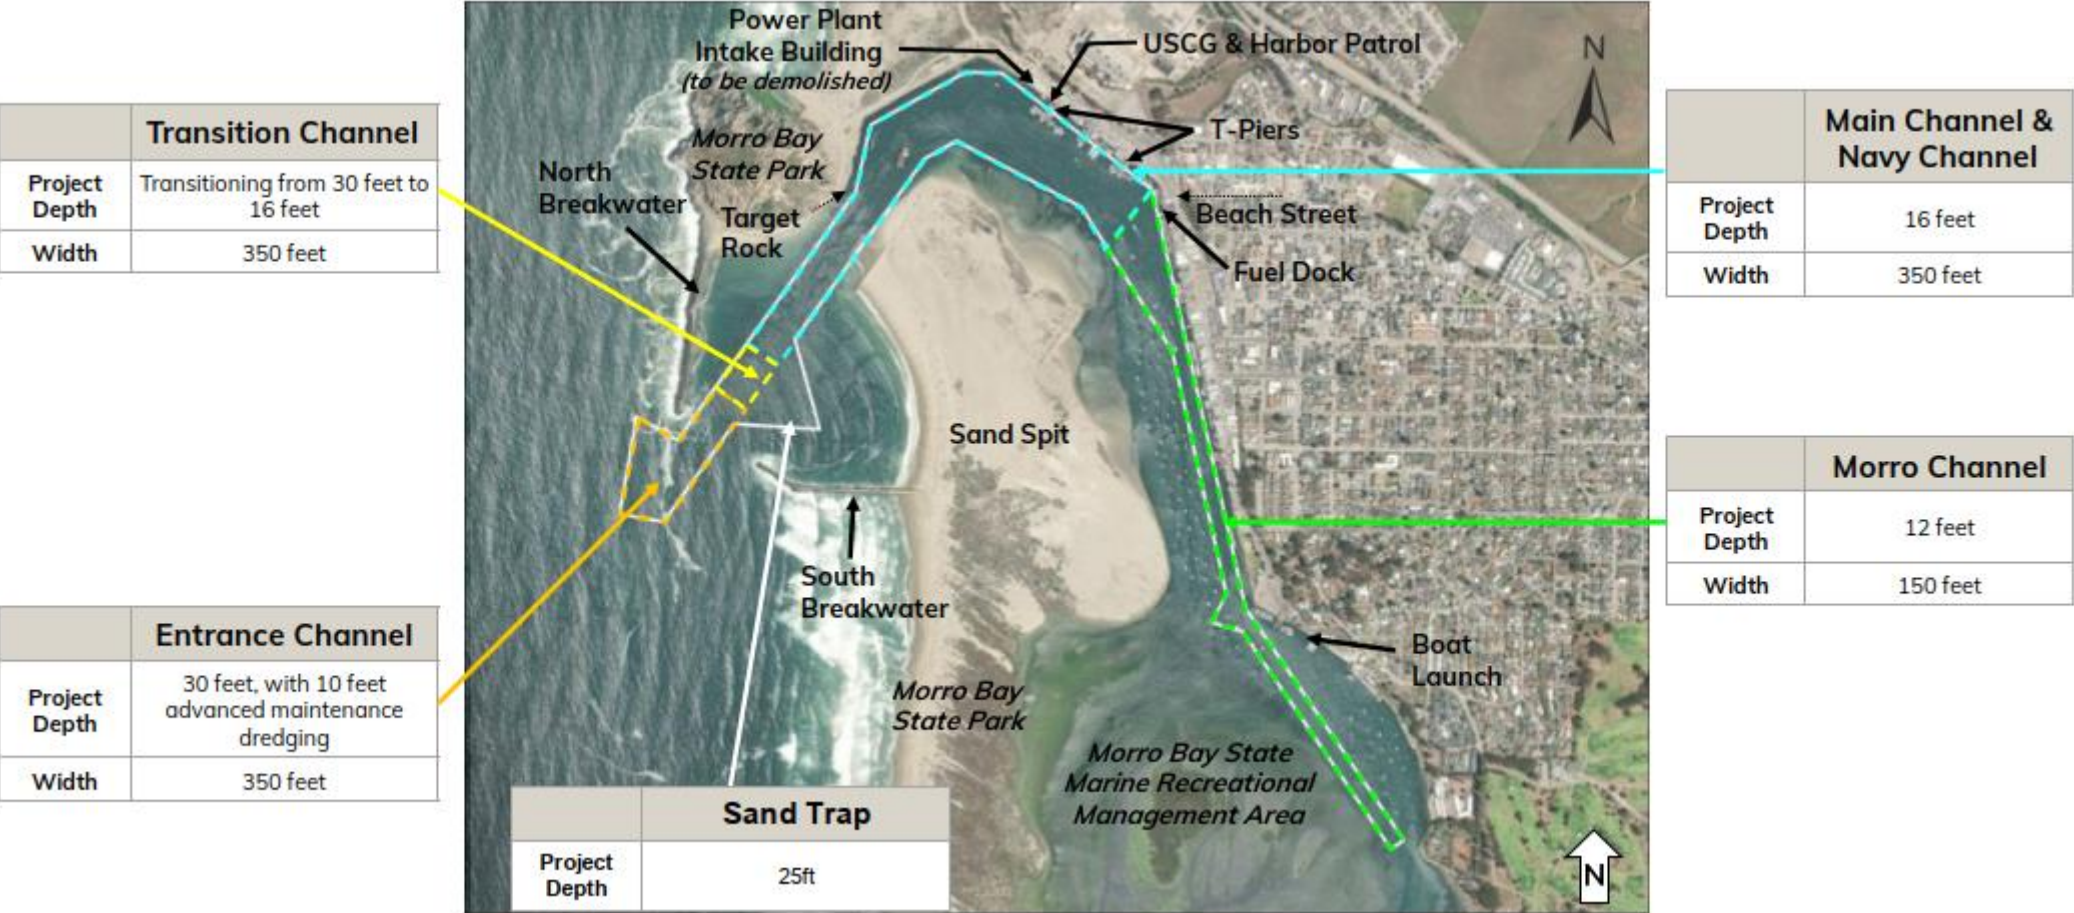 Transition Channel
Project Depth
Transitioning from 30 feet to 16 feet
Width
350 feet
Entrance Channel
Project Depth
30 feet, with 10 feet advanced maintenance dredging
Width
350 feet
Power Plant
Intake Building
(to be demolished)
USCG & Harbor Patrol
N
T-Piers
Morro Bay
State Park
North
Breakwater
Target
Rock
Beach Street
Fuel Dock
Sand Spit
South
Breakwater
Boat
Launch
Morro Bay
State Park
Morro Bay State
Marine Recreational
Management Area
N
Sand Trap
Project Depth
25ft
Main Channel &
Navy Channel
Project Depth
16 feet
Width
350 feet
Morro Channel
Project Depth
12 feet
Width
150 feet